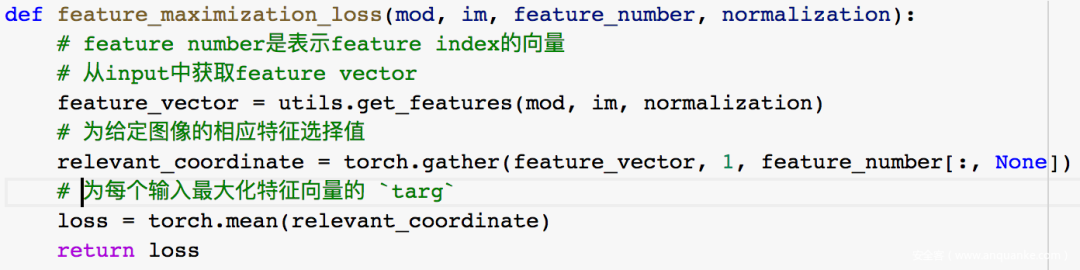 def feature_maximization_loss(mod, im, feature_number, normalization):
    # feature number是表示feature index的向量
    # 从input中获取feature vector
    feature_vector = utils.get_features(mod, im, normalization)
    # 为给定图像的相应特征选择值
    relevant_coordinate = torch.gather(feature_vector, 1, feature_number[:, None])
    # 为每个输入最大化特征向量的 `targ`
    loss = torch.mean(relevant_coordinate)
    return loss